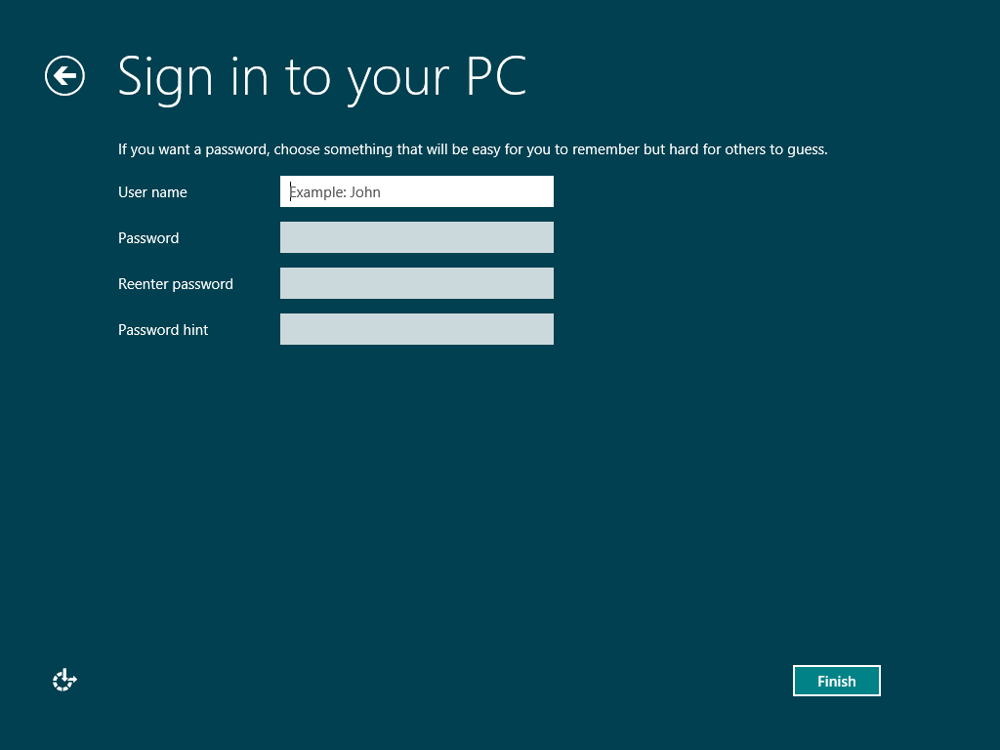 Sign in to your PC
If you want a password, choose something that will be easy for you to remember but hard for others to guess.
User name
Example: John
Password
Reenter password
Password hint
Finish